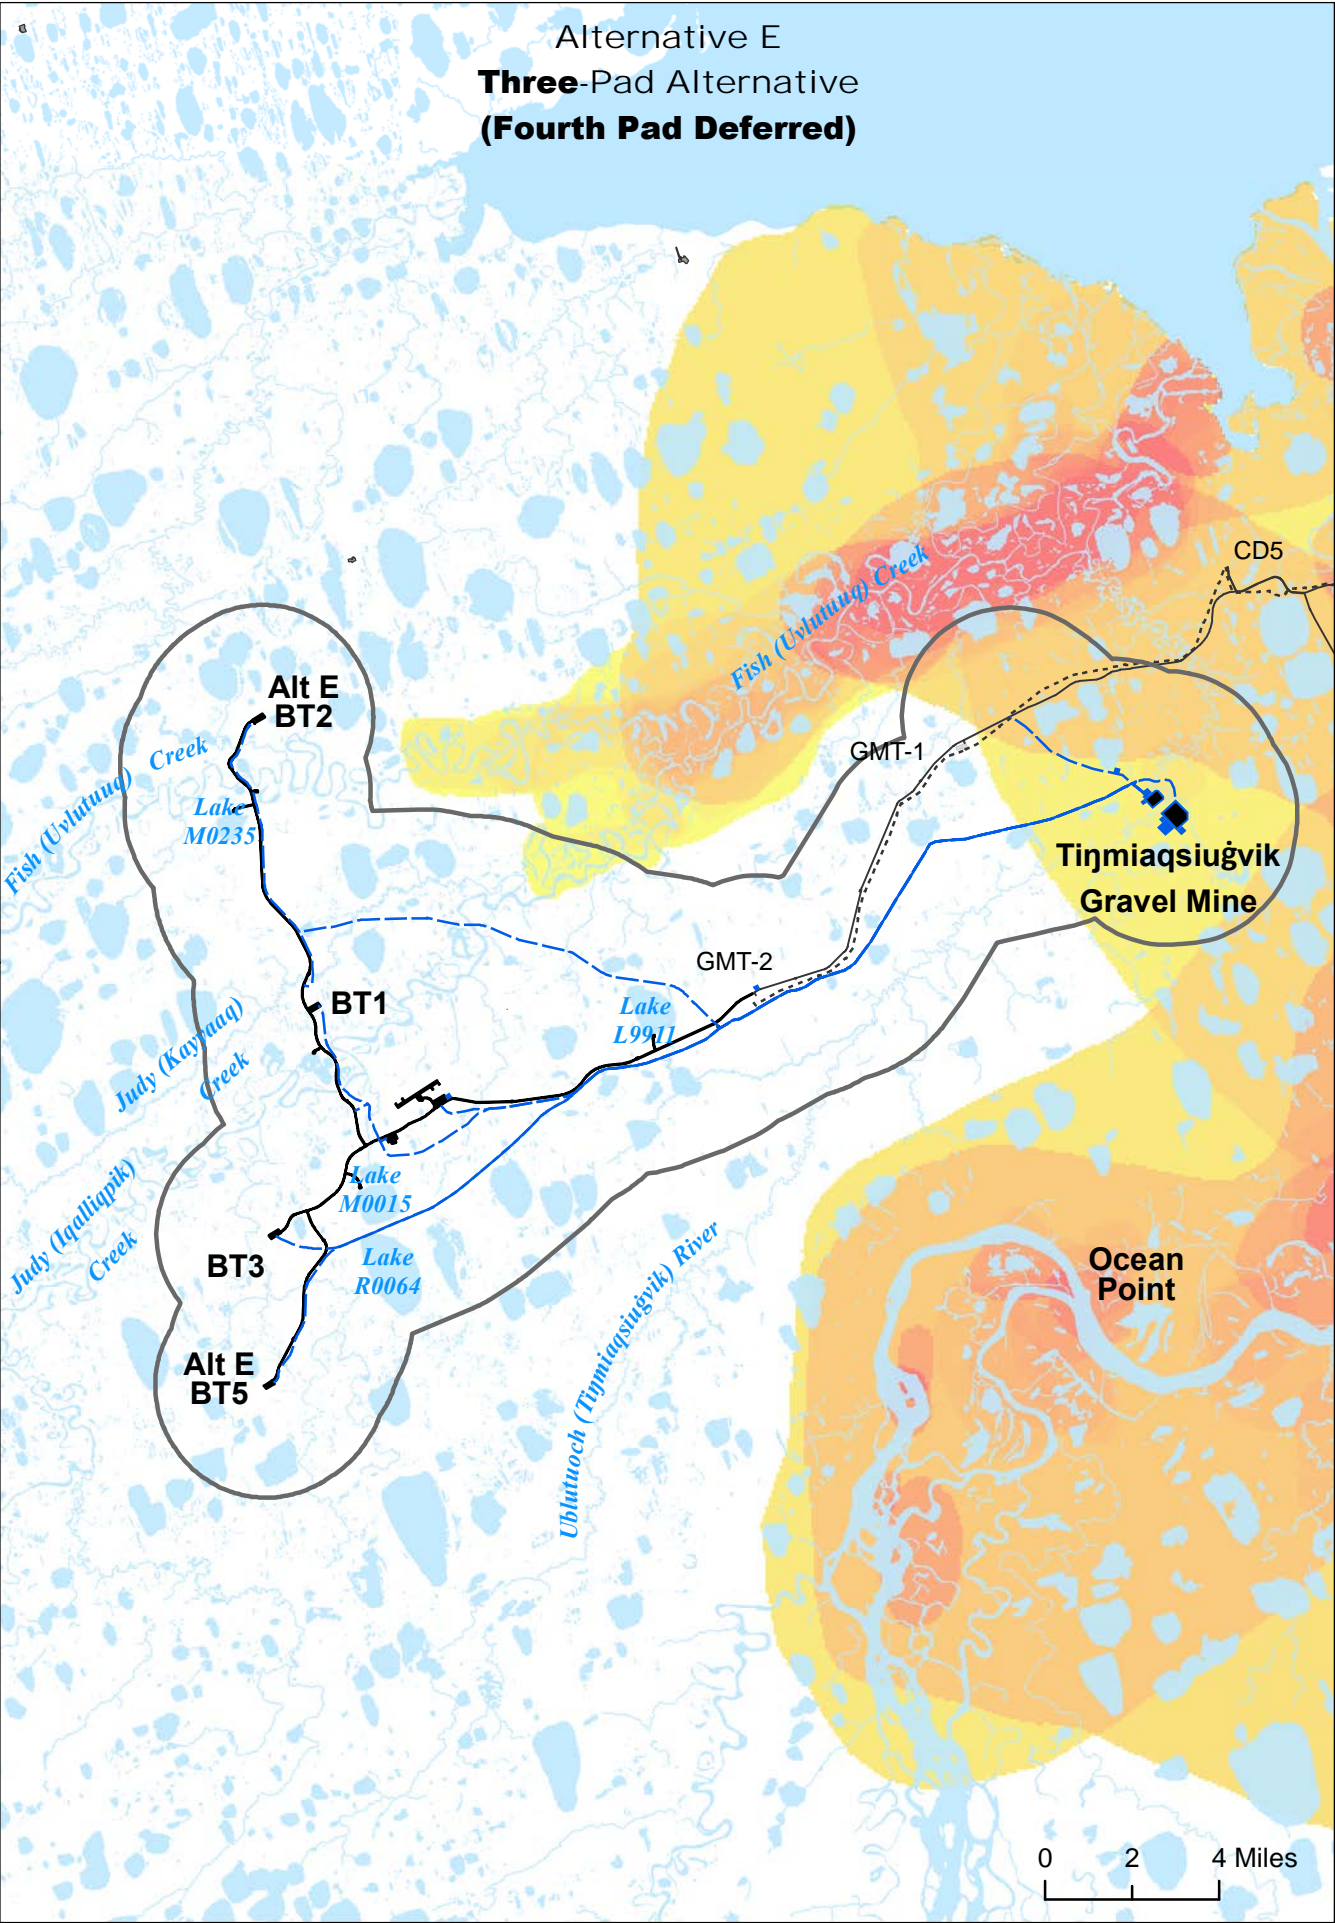 Alternative E
Three-Pad Alternative
(Fourth Pad Deferred)
CD5
Fish (Uvlutuuq) Creek
Alt E
BT2
Fish (Uvlutuuq) Creek
Lake
M0235
GMT-1
Tiŋmiaqsiuġvik
Gravel Mine
GMT-2
BT1
Lake
L9911
Judy (Kayyaaq)
Creek
Lake
M0015
Judy (Iqalliqpik)
Creek
BT3
Lake
R0064
Ublutuoch (Tiŋmiaqsiuġvik) River
Ocean
Point
Alt E
BT5
0 2 4 Miles